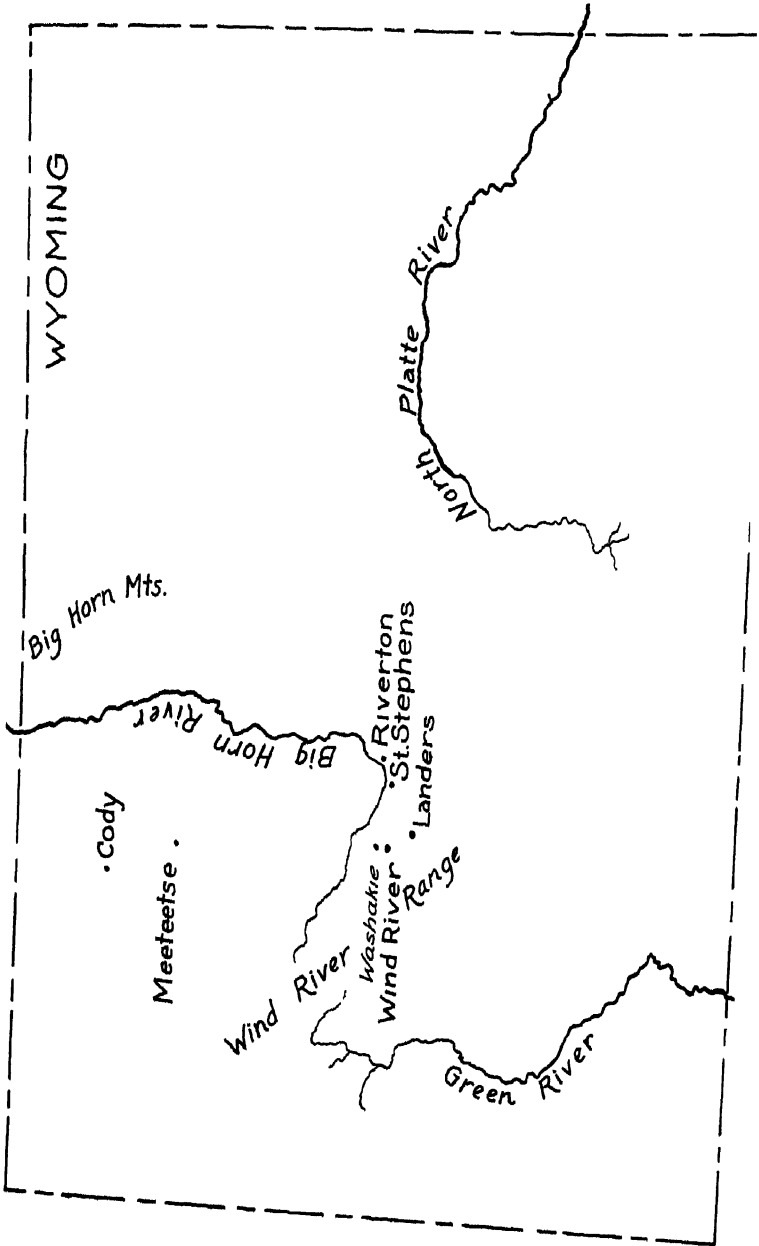 WYOMING
Big Horn Mts.
Big Horn River
Cody
Meeteetse
North Platte River
Riverton
St. Stephens
Landers
Washakie
Wind River
Wind River Range
Green River